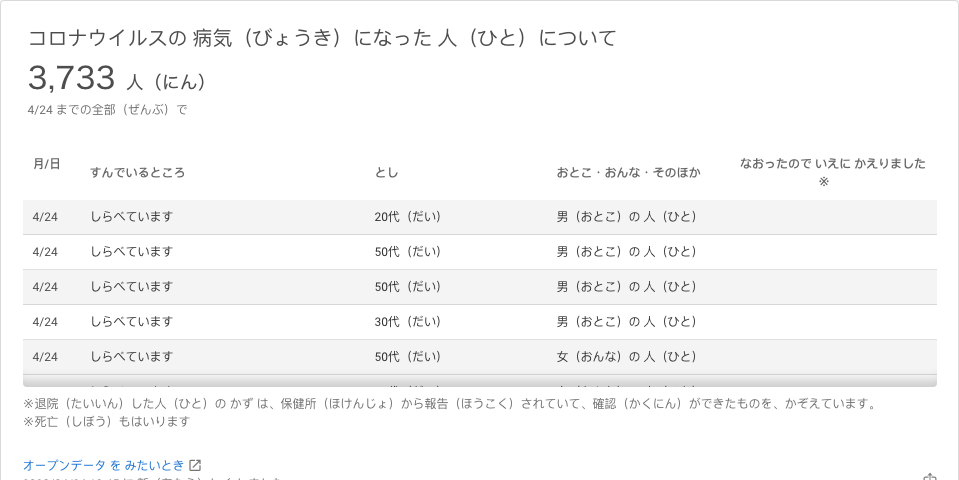 コロナウイルスの 病気（びょうき）になった 人（ひと）について
3,733 人（にん）
4/24 までの全部（ぜんぶ）で
月/日 すんでいるところ とし おとこ・おんな・そのほか なおったので いえに かえりました
※
4/24 しらべています 20代（だい） 男（おとこ）の 人（ひと）
4/24 しらべています 50代（だい） 男（おとこ）の 人（ひと）
4/24 しらべています 50代（だい） 男（おとこ）の 人（ひと）
4/24 しらべています 30代（だい） 男（おとこ）の 人（ひと）
4/24 しらべています 50代（だい） 女（おんな）の 人（ひと）
※退院（たいいん）した人（ひと）の かず は、保健所（ほけんじょ）から報告（ほうこく）されていて、確認（かくにん）ができたものを、かぞえています。
※死亡（しぼう）もはいります
オープンデータ を みたいとき